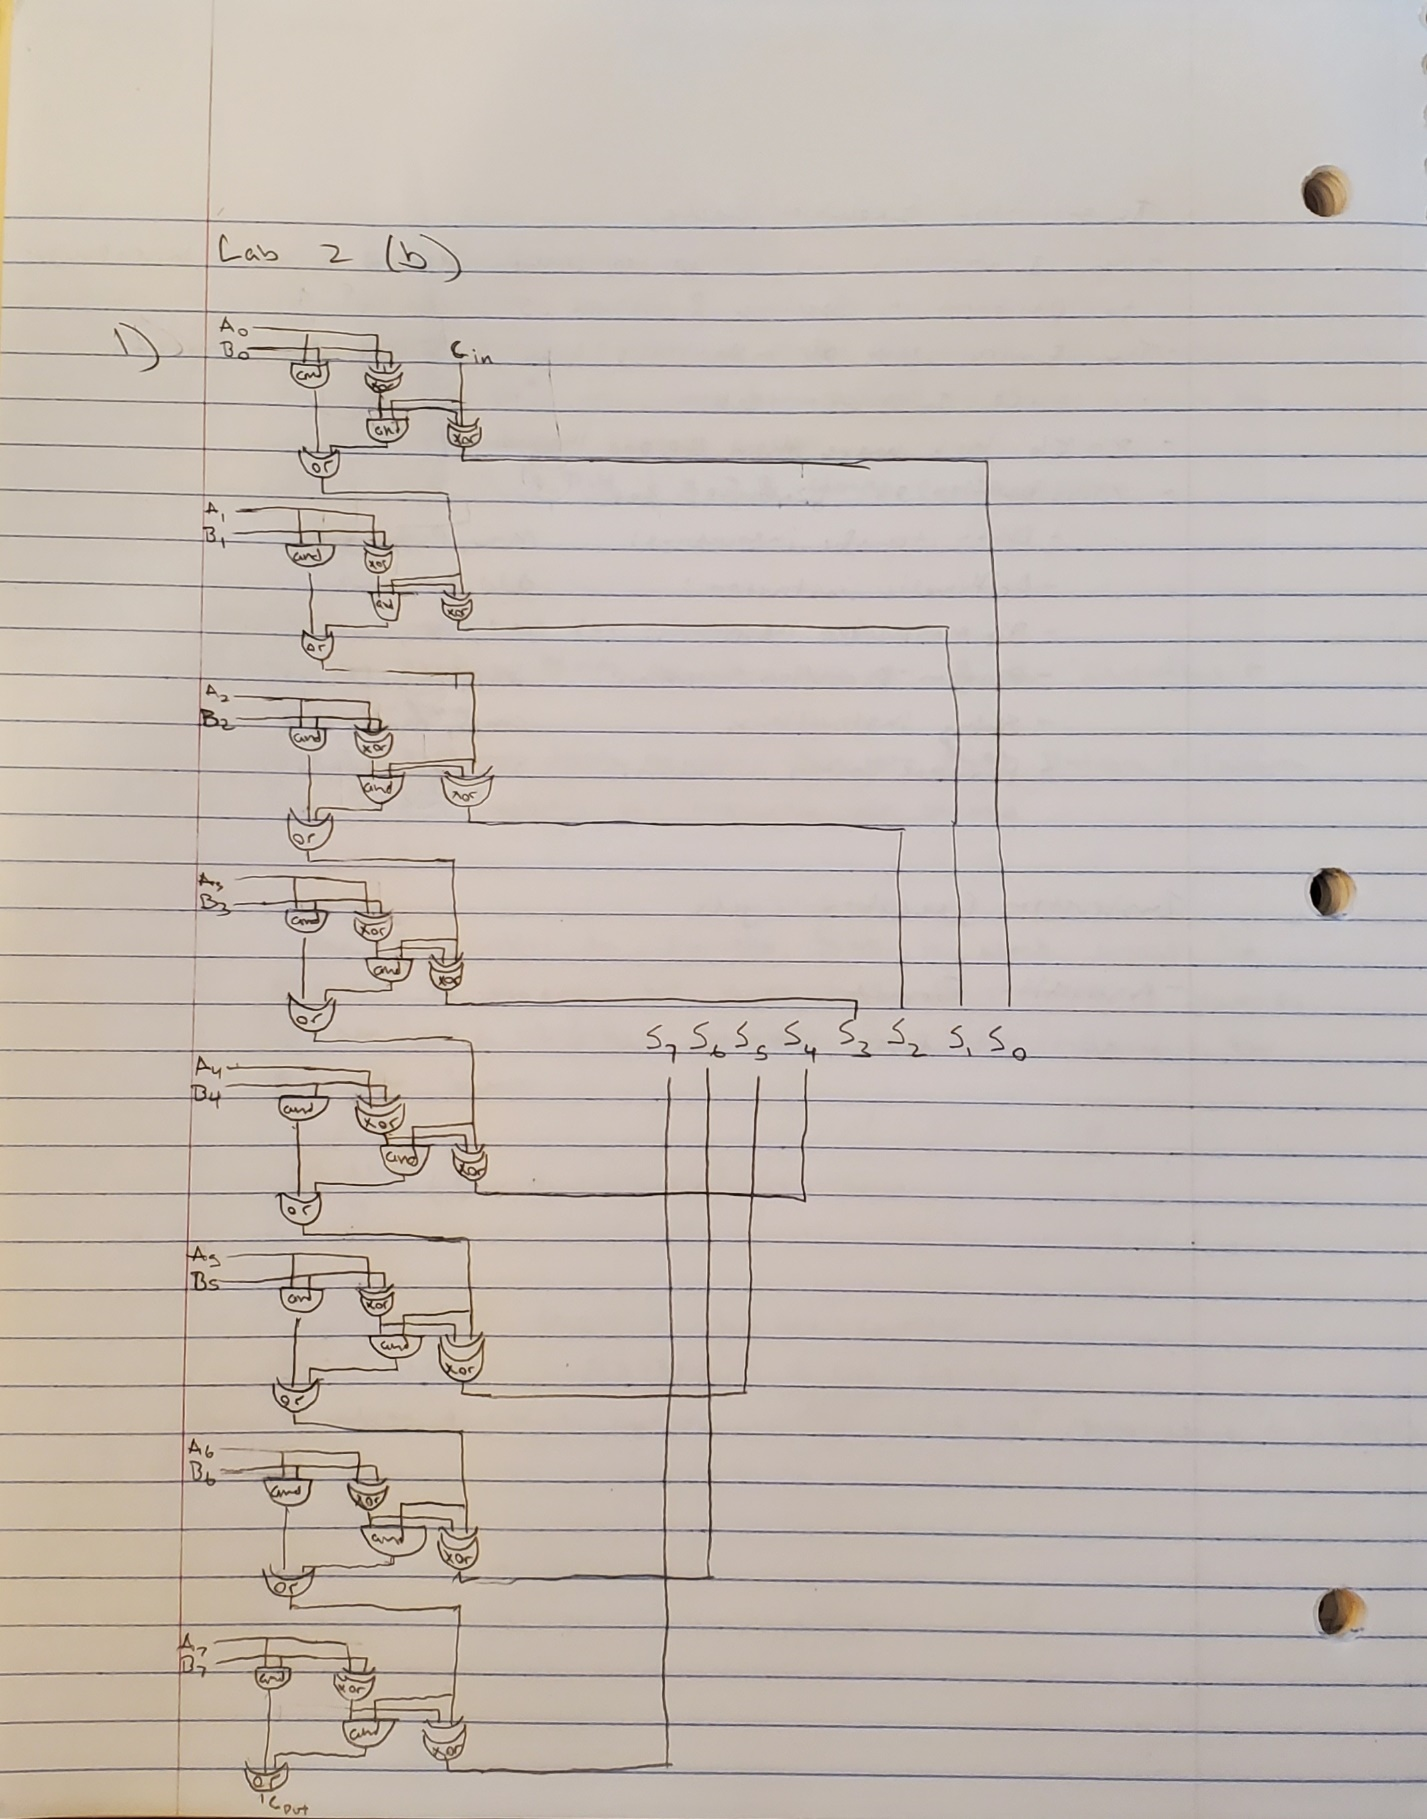 Lab 2 (b)
1)
A0
B0
Cin
and
xor
and
xor
or
A1
B1
and
xor
xor
or
A2
B2
and
xor
and
xor
or
A3
B3
and
xor
and
xor
or
S7 S6 S5 S4 S3 S2 S1 S0
A4
B4
and
xor
and
xor
or
A5
B5
and
xor
and
xor
or
A6
B6
and
xor
and
xor
or
A7
B7
and
xor
and
xor
or
Cout